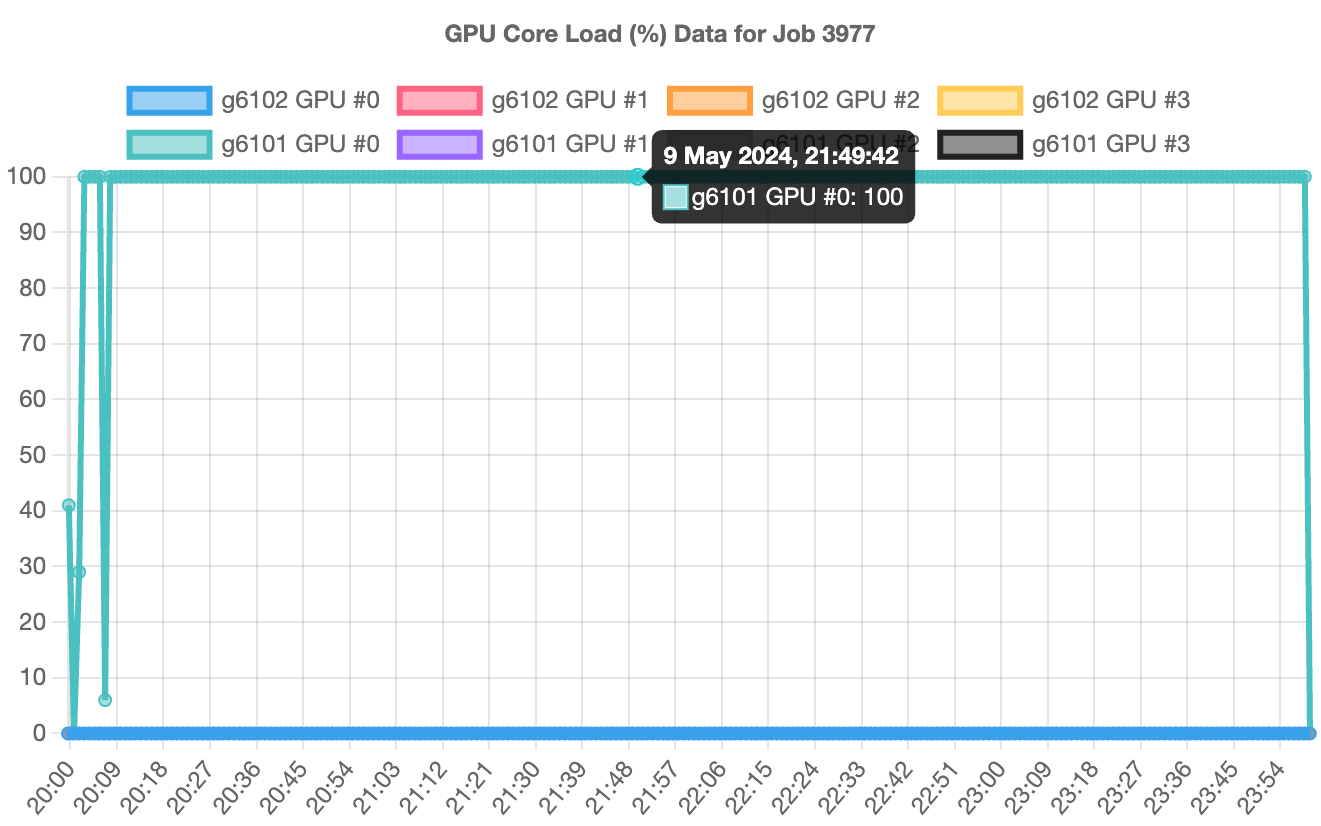 GPU Core Load (%) Data for Job 3977
g6102 GPU #0 g6102 GPU #1 g6102 GPU #2 g6102 GPU #3
g6101 GPU #0 g6101 GPU #1 g6101 GPU #2 g6101 GPU #3
9 May 2024, 21:49:42
g6101 GPU #0: 100
100
90
80
70
60
50
40
30
20
10
0
20:00 20:09 20:18 20:27 20:36 20:45 20:54 21:03 21:12 21:21 21:30 21:39 21:48 21:57 22:06 22:15 22:24 22:33 22:42 22:51 23:00 23:09 23:18 23:27 23:36 23:45 23:54